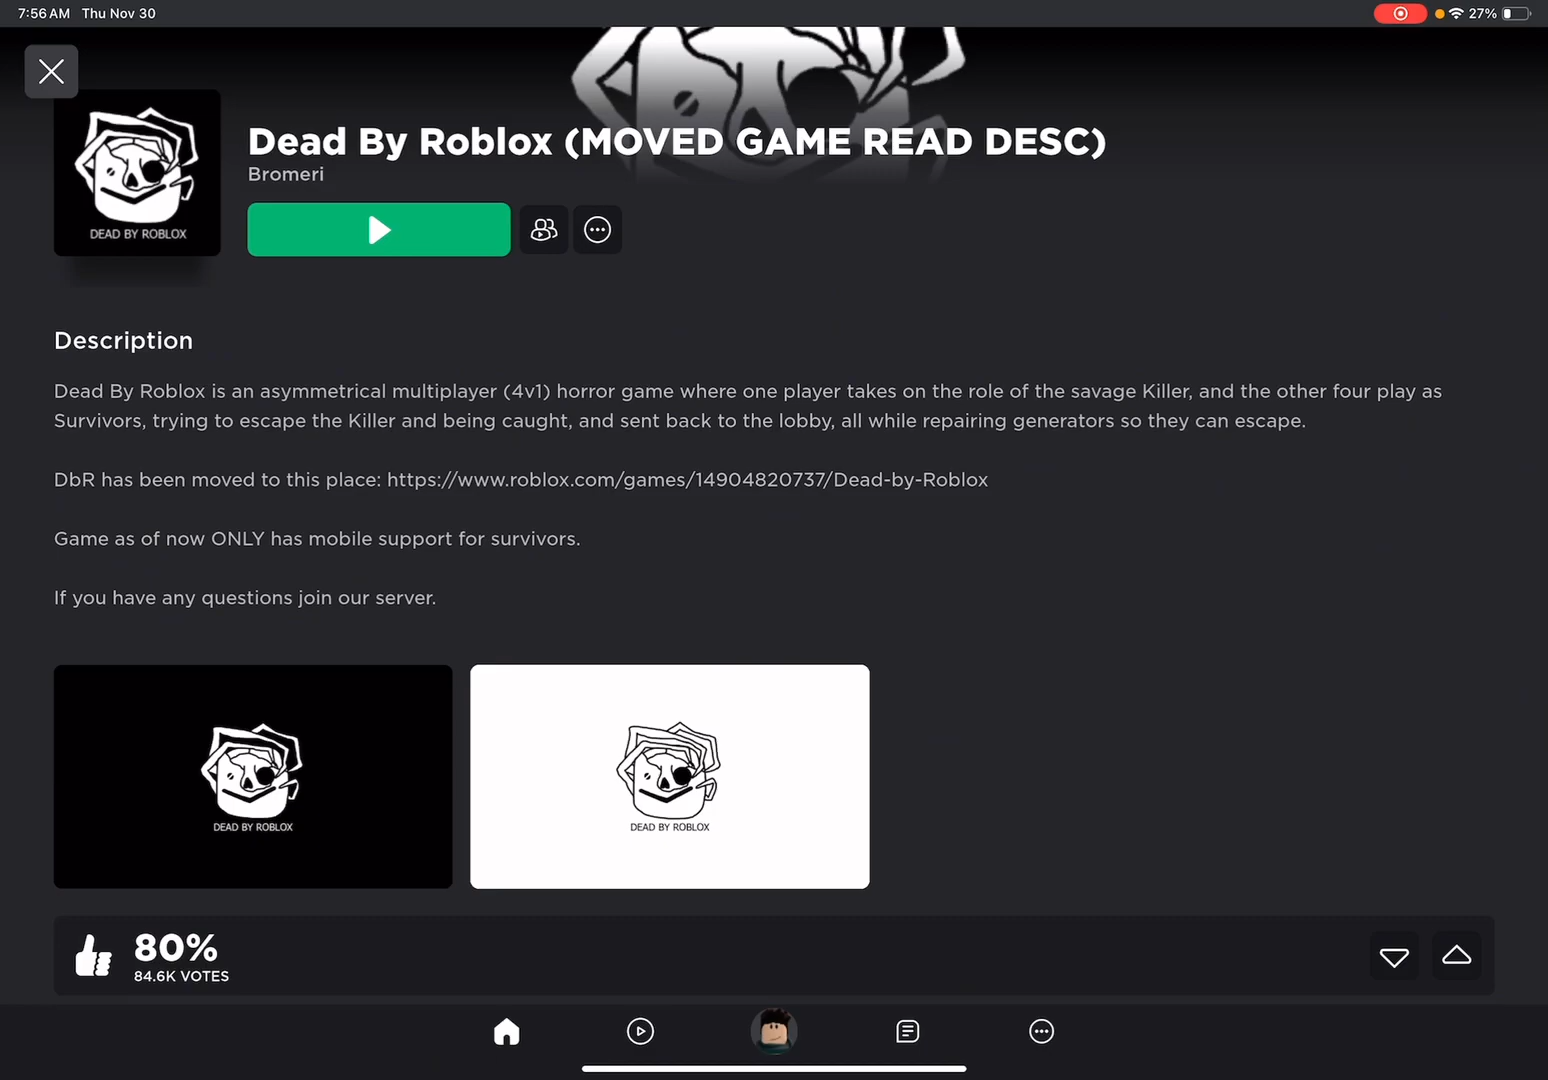 7:56 AM Thu Nov 30
27%
Dead By Roblox (MOVED GAME READ DESC)
Bromeri
DEAD BY ROBLOX
Description
Dead By Roblox is an asymmetrical multiplayer (4v1) horror game where one player takes on the role of the savage Killer, and the other four play as
Survivors, trying to escape the Killer and being caught, and sent back to the lobby, all while repairing generators so they can escape.
DbR has been moved to this place: https://www.roblox.com/games/14904820737/Dead-by-Roblox
Game as of now ONLY has mobile support for survivors.
If you have any questions join our server.
DEAD BY ROBLOX
DEAD BY ROBLOX
80%
84.6K VOTES